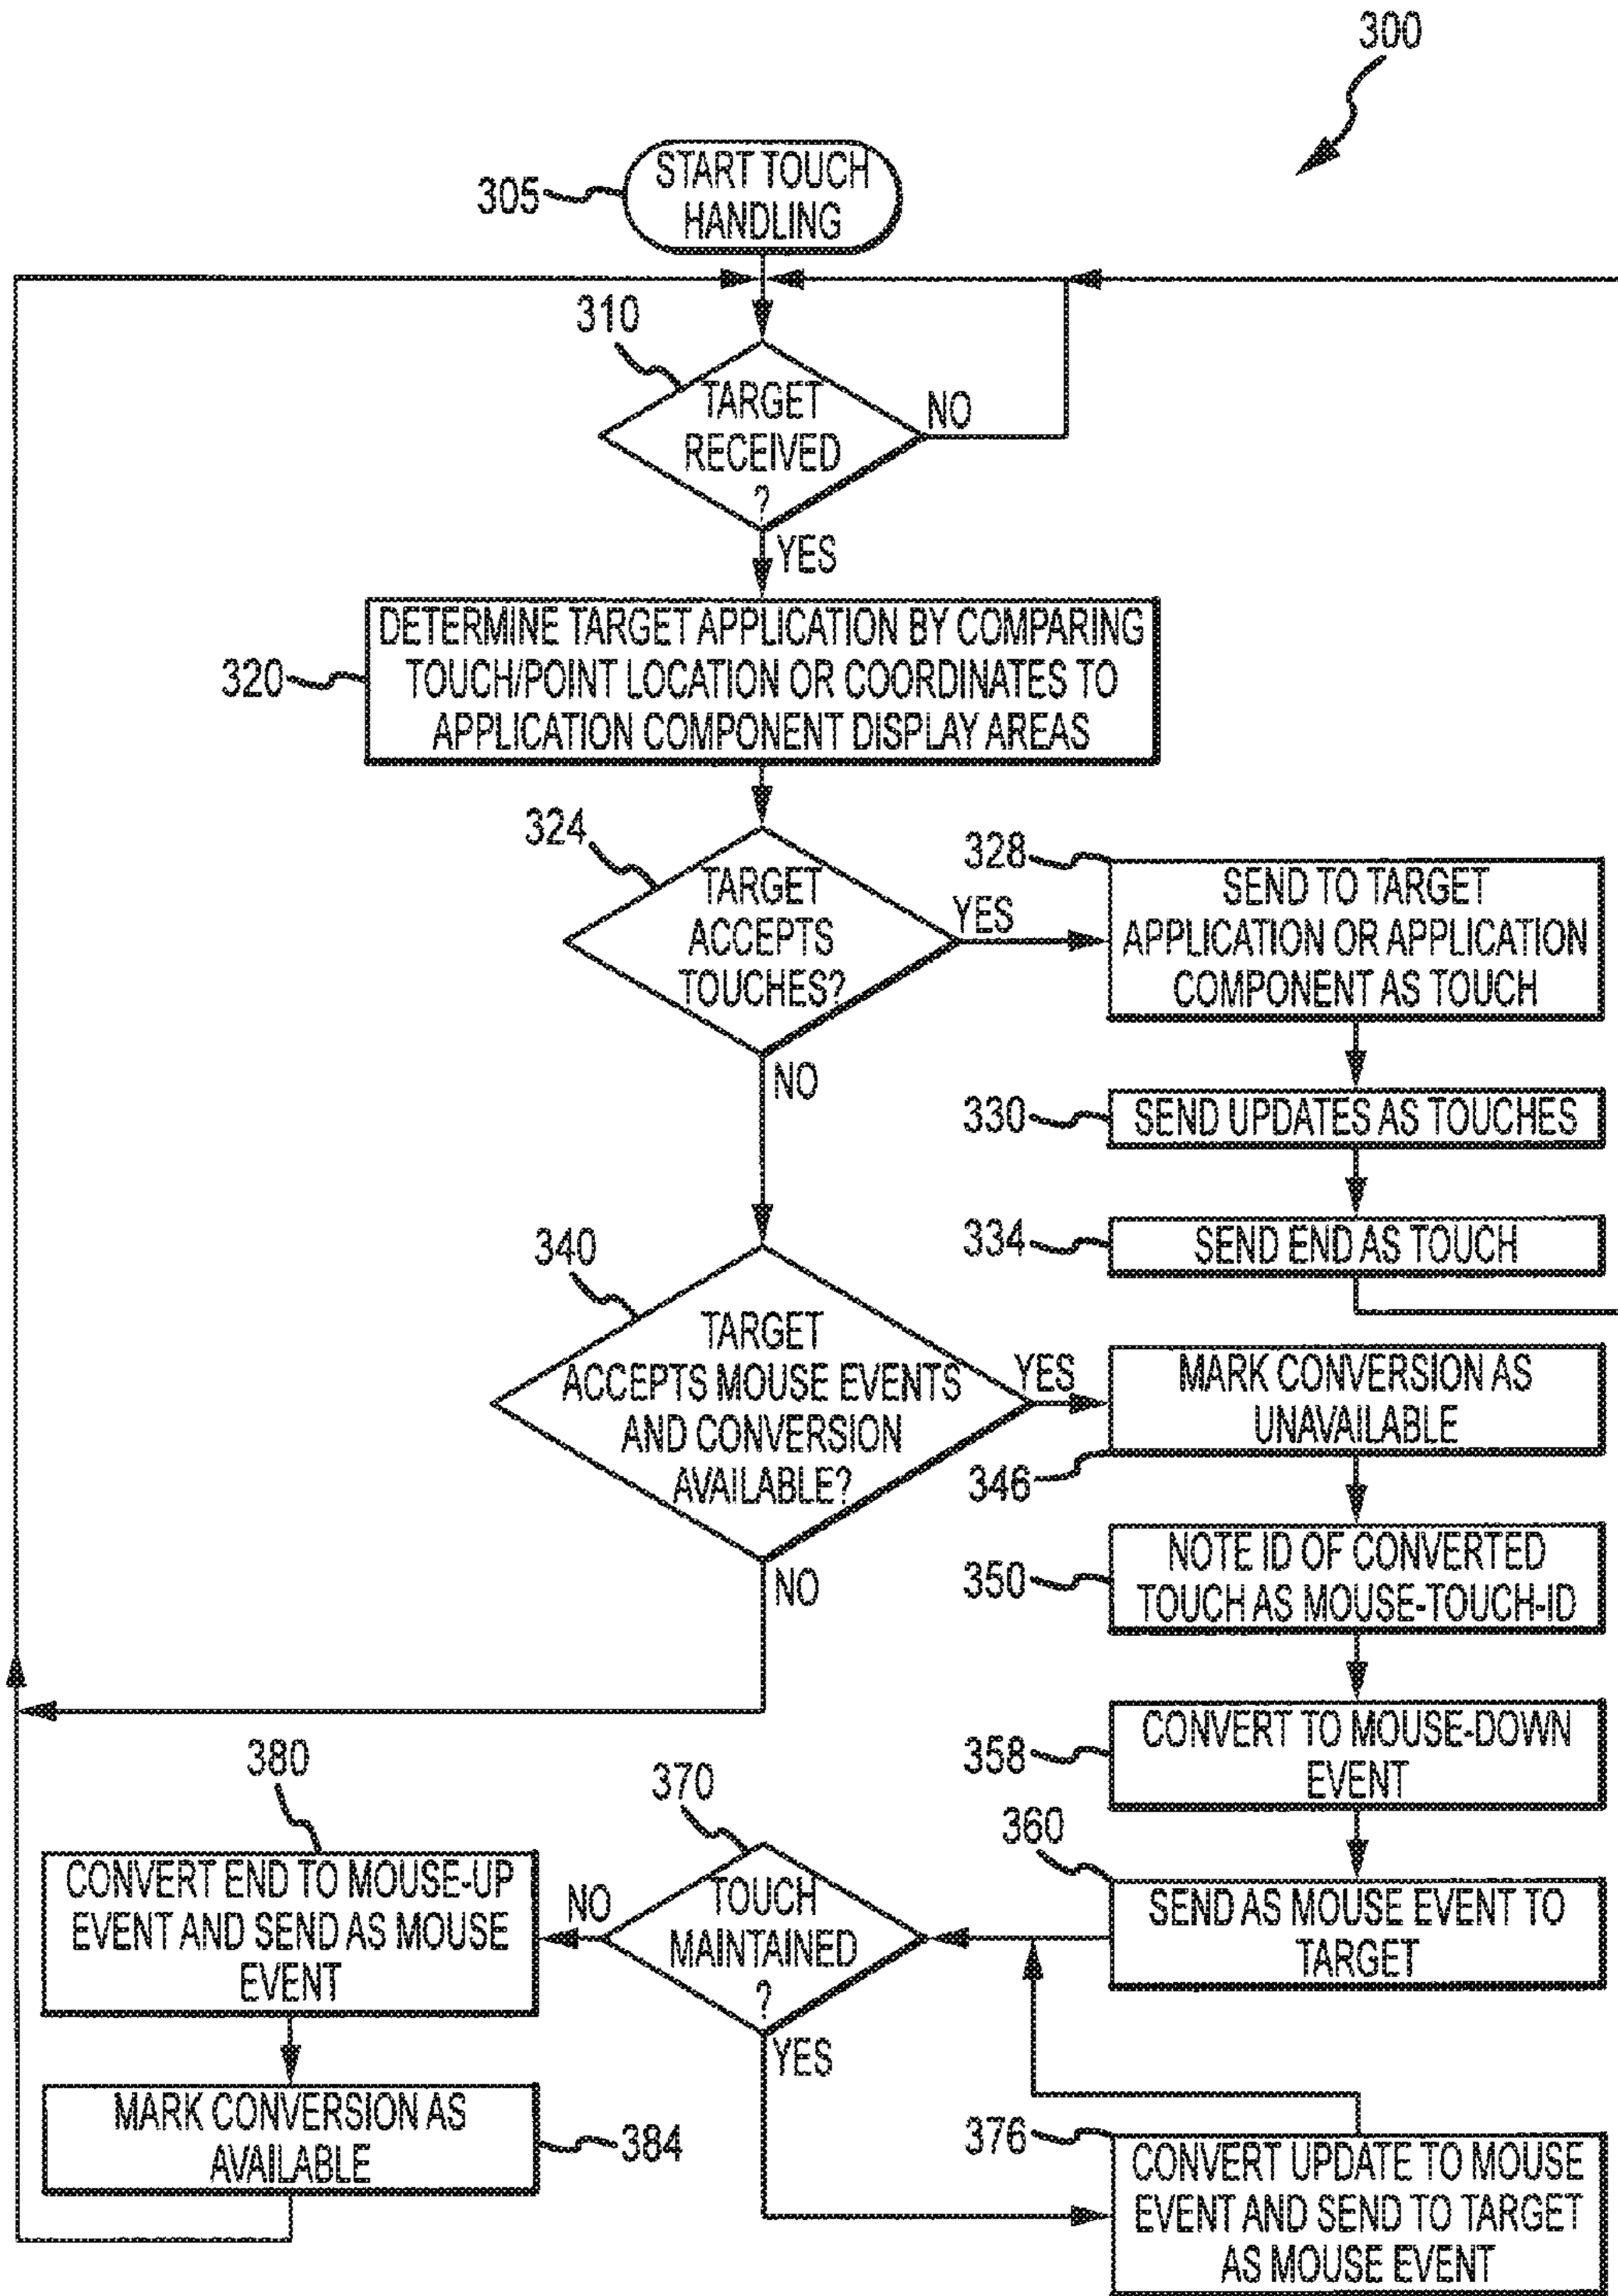 300
START TOUCH
HANDLING
305
310
TARGET
RECEIVED
?
NO
YES
DETERMINE TARGET APPLICATION BY COMPARING
TOUCH/POINT LOCATION OR COORDINATES TO
APPLICATION COMPONENT DISPLAY AREAS
320
324
TARGET
ACCEPTS
TOUCHES?
YES
NO
328
SEND TO TARGET
APPLICATION OR APPLICATION
COMPONENT AS TOUCH
330
SEND UPDATES AS TOUCHES
334
SEND END AS TOUCH
340
TARGET
ACCEPTS MOUSE EVENTS
AND CONVERSION
AVAILABLE?
YES
NO
MARK CONVERSION AS
UNAVAILABLE
346
350
NOTE ID OF CONVERTED
TOUCH AS MOUSE-TOUCH-ID
358
CONVERT TO MOUSE-DOWN
EVENT
360
SEND AS MOUSE EVENT TO
TARGET
370
TOUCH
MAINTAINED
?
NO
YES
380
CONVERT END TO MOUSE-UP
EVENT AND SEND AS MOUSE
EVENT
MARK CONVERSION AS
AVAILABLE
384
376
CONVERT UPDATE TO MOUSE
EVENT AND SEND TO TARGET
AS MOUSE EVENT